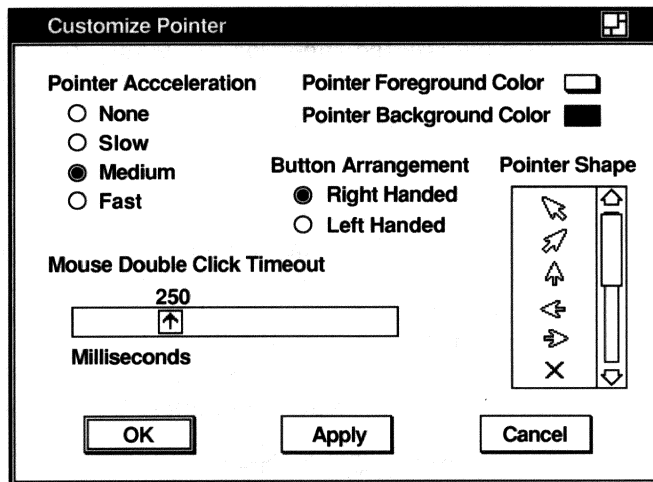 Customize Pointer
Pointer Accceleration
None
Slow
Medium
Fast
Pointer Foreground Color
Pointer Background Color
Button Arrangement
Right Handed
Left Handed
Pointer Shape
Mouse Double Click Timeout
250
Milliseconds
OK
Apply
Cancel